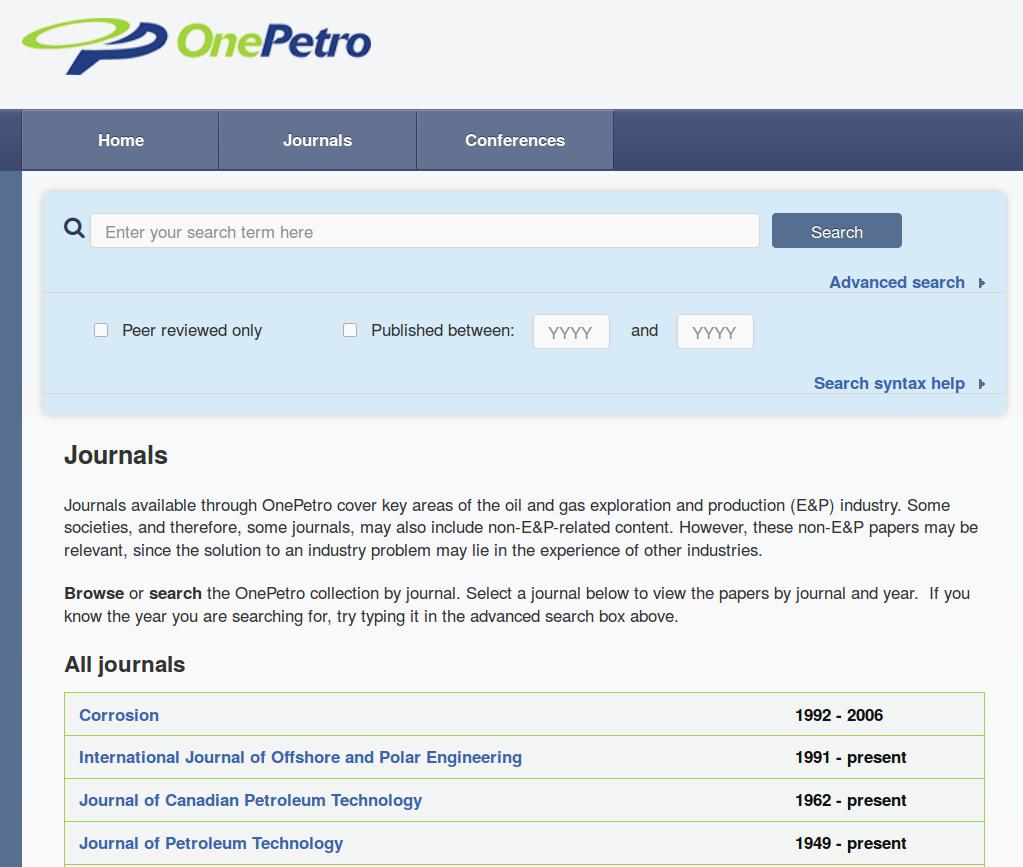 OnePetro
Home Journals Conferences
Enter your search term here Search
Advanced search
Peer reviewed only Published between: YYYY and YYYY
Search syntax help
Journals
Journals available through OnePetro cover key areas of the oil and gas exploration and production (E&P) industry. Some
societies, and therefore, some journals, may also include non-E&P-related content. However, these non-E&P papers may be
relevant, since the solution to an industry problem may lie in the experience of other industries.
Browse or search the OnePetro collection by journal. Select a journal below to view the papers by journal and year. If you
know the year you are searching for, try typing it in the advanced search box above.
All journals
Corrosion 1992 - 2006
International Journal of Offshore and Polar Engineering 1991 - present
Journal of Canadian Petroleum Technology 1962 - present
Journal of Petroleum Technology 1949 - present